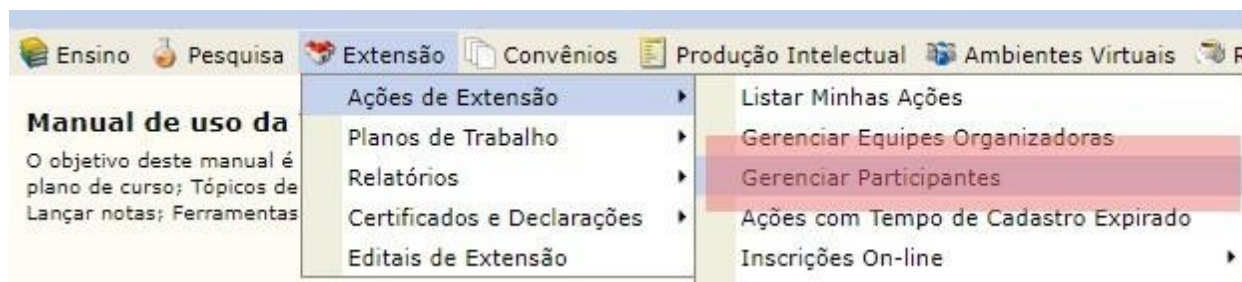 Ensino Pesquisa Extensão Convênios Produção Intelectual Ambientes Virtuais
Manual de uso da
O objetivo deste manual é
plano de curso; Tópicos de
Lançar notas; Ferramentas
Ações de Extensão
Planos de Trabalho
Relatórios
Certificados e Declarações
Editais de Extensão
Listar Minhas Ações
Gerenciar Equipes Organizadoras
Gerenciar Participantes
Ações com Tempo de Cadastro Expirado
Inscrições On-line